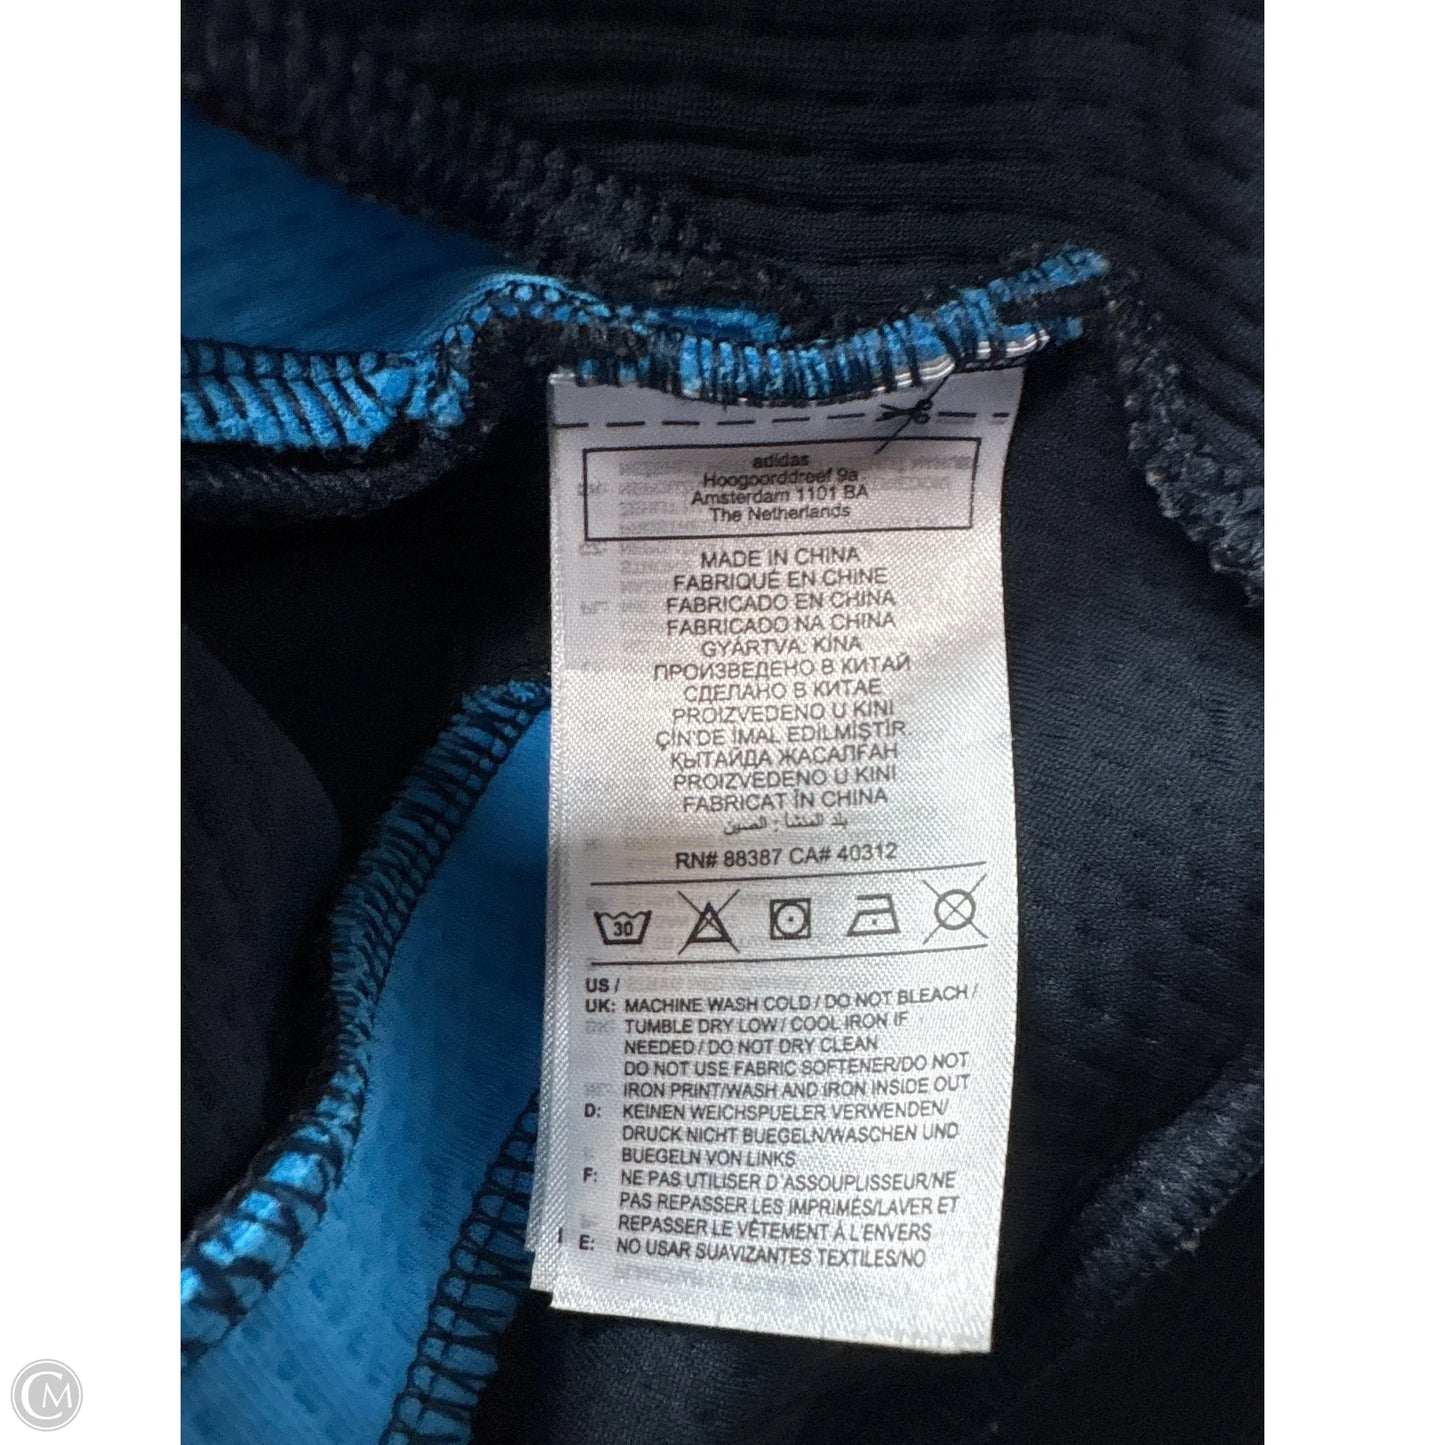 adidas
Hoogoorddreef 9a
Amsterdam 1101 BA
The Netherlands
MADE IN CHINA
FABRIQUÉ EN CHINE
FABRICADO EN CHINA
FABRICADO NA CHINA
GYÁRTVA: KÍNA
ПРОИЗВЕДЕНО В КИТАЙ
СДЕЛАНО В КИТАЕ
PROIZVEDENO U KINI
ÇİN'DE İMAL EDİLMİŞTİR.
ҚЫТАЙДА ЖАСАЛҒАН
PROIZVEDENO U KINI
FABRICAT ÎN CHINA
بلد المنشأ : الصين
RN# 88387 CA# 40312
30
US /
UK: MACHINE WASH COLD / DO NOT BLEACH /
TUMBLE DRY LOW / COOL IRON IF
NEEDED / DO NOT DRY CLEAN
DO NOT USE FABRIC SOFTENER/DO NOT
IRON PRINT/WASH AND IRON INSIDE OUT
D: KEINEN WEICHSPUELER VERWENDEN/
DRUCK NICHT BUEGELN/WASCHEN UND
BUEGELN VON LINKS
F: NE PAS UTILISER D'ASSOUPLISSEUR/NE
PAS REPASSER LES IMPRIMÉS/LAVER ET
REPASSER LE VÊTEMENT À L'ENVERS
E: NO USAR SUAVIZANTES TEXTILES/NO
CM